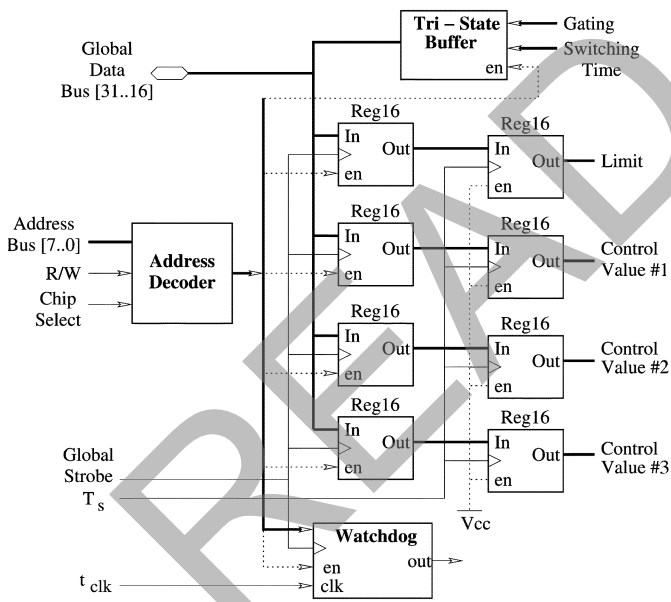 Global
Data
Bus [31..16]
Tri – State
Buffer
en
Gating
Switching
Time
Reg16
In
Out
en
Reg16
In
Out
en
Limit
Address
Bus [7..0]
R/W
Chip
Select
Address
Decoder
Reg16
In
Out
en
Reg16
In
Out
en
Control
Value #1
Reg16
In
Out
en
Reg16
In
Out
en
Control
Value #2
Reg16
In
Out
en
Reg16
In
Out
en
Control
Value #3
Global
Strobe
T s
Vcc
Watchdog
out
en
clk
t clk
READ